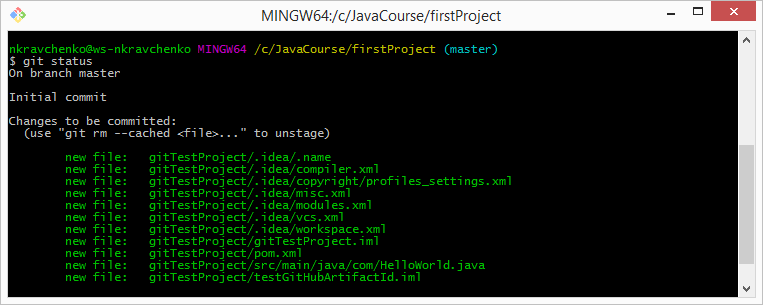 MINGW64:/c/JavaCourse/firstProject
nkravchenko@ws-nkravchenko MINGW64 /c/JavaCourse/firstProject (master)
$ git status
On branch master
Initial commit
Changes to be committed:
  (use "git rm --cached <file>..." to unstage)
        new file:   gitTestProject/.idea/.name
        new file:   gitTestProject/.idea/compiler.xml
        new file:   gitTestProject/.idea/copyright/profiles_settings.xml
        new file:   gitTestProject/.idea/misc.xml
        new file:   gitTestProject/.idea/modules.xml
        new file:   gitTestProject/.idea/vcs.xml
        new file:   gitTestProject/.idea/workspace.xml
        new file:   gitTestProject/gitTestProject.iml
        new file:   gitTestProject/pom.xml
        new file:   gitTestProject/src/main/java/com/HelloWorld.java
        new file:   gitTestProject/testGitHubArtifactId.iml